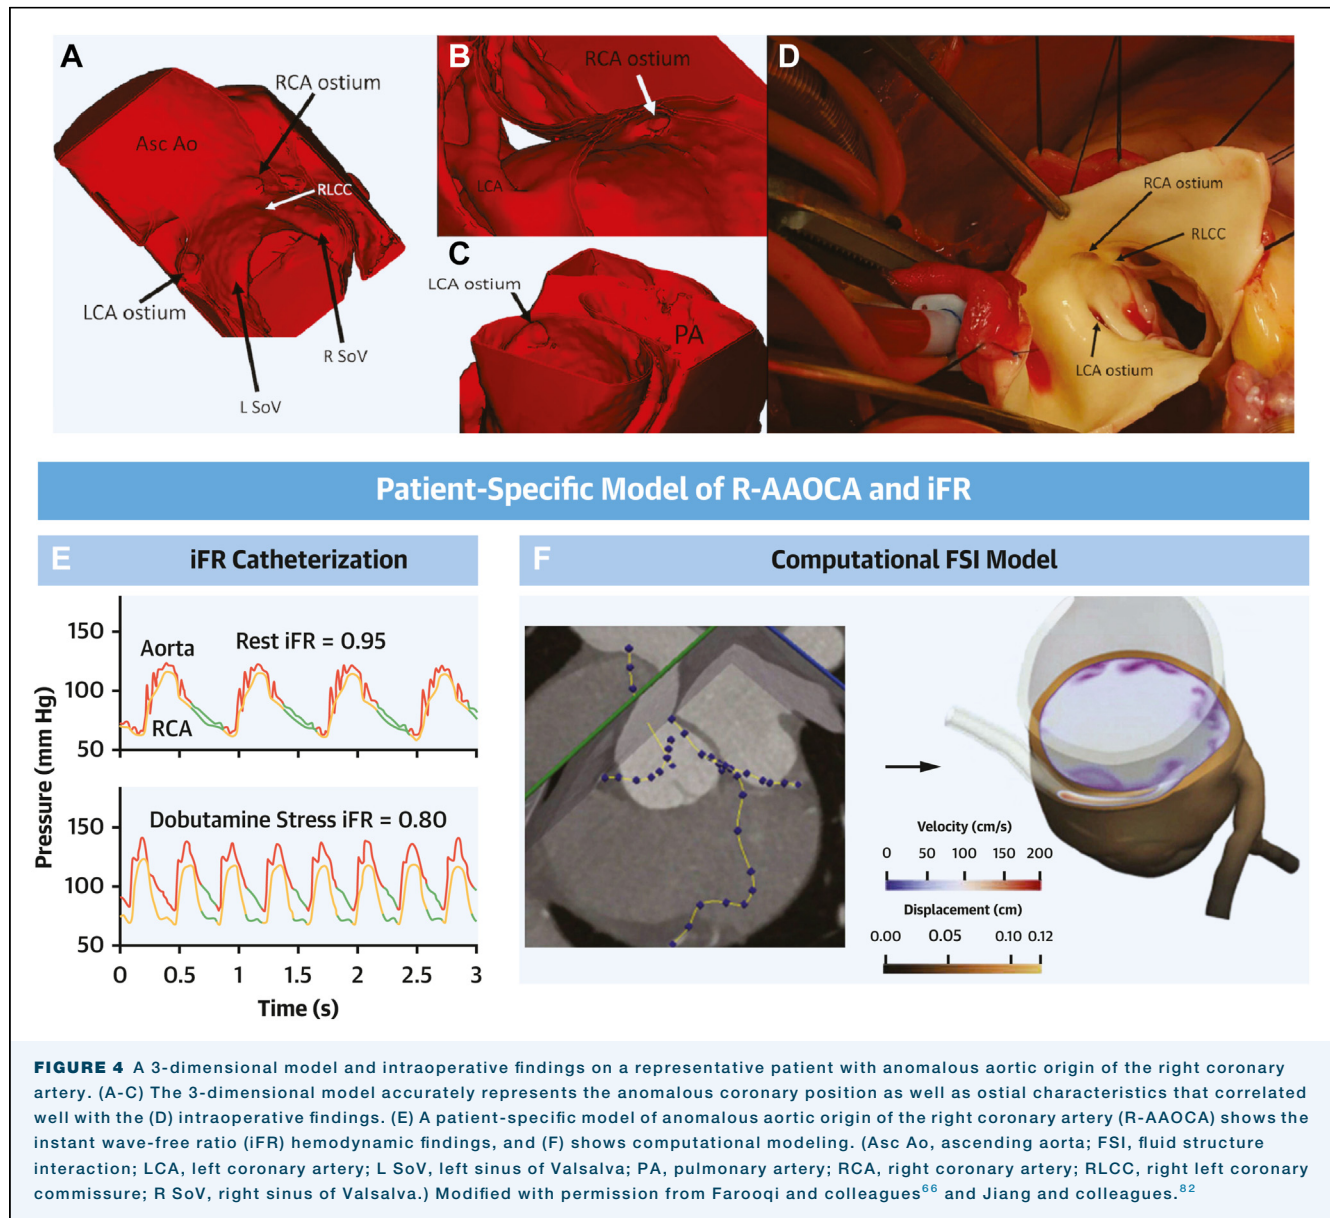 A
RCA ostium
Asc Ao
RLCC
LCA ostium
R SoV
L SoV
B
RCA ostium
LCA
C
LCA ostium
PA
D
RCA ostium
RLCC
LCA ostium
Patient-Specific Model of R-AAOCA and iFR
E
iFR Catheterization
Pressure (mm Hg)
150
100
50
Aorta
Rest iFR = 0.95
RCA
150
100
50
Dobutamine Stress iFR = 0.80
0 0.5 1 1.5 2 2.5 3
Time (s)
F
Computational FSI Model
Velocity (cm/s)
0 50 100 150 200
Displacement (cm)
0.00 0.05 0.10 0.12
FIGURE 4 A 3-dimensional model and intraoperative findings on a representative patient with anomalous aortic origin of the right coronary
artery. (A-C) The 3-dimensional model accurately represents the anomalous coronary position as well as ostial characteristics that correlated
well with the (D) intraoperative findings. (E) A patient-specific model of anomalous aortic origin of the right coronary artery (R-AAOCA) shows the
instant wave-free ratio (iFR) hemodynamic findings, and (F) shows computational modeling. (Asc Ao, ascending aorta; FSI, fluid structure
interaction; LCA, left coronary artery; L SoV, left sinus of Valsalva; PA, pulmonary artery; RCA, right coronary artery; RLCC, right left coronary
commissure; R SoV, right sinus of Valsalva.) Modified with permission from Farooqi and colleagues66 and Jiang and colleagues.82